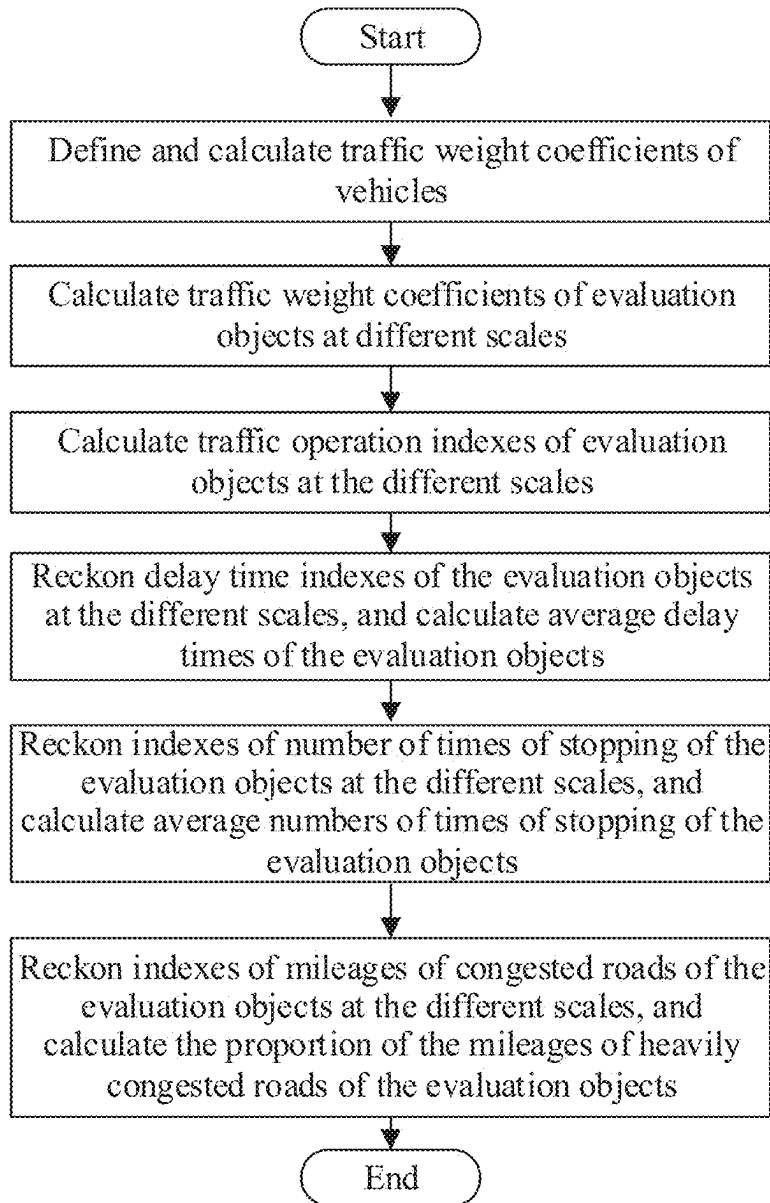 Start
Define and calculate traffic weight coefficients of
vehicles
Calculate traffic weight coefficients of evaluation
objects at different scales
Calculate traffic operation indexes of evaluation
objects at the different scales
Reckon delay time indexes of the evaluation objects
at the different scales, and calculate average delay
times of the evaluation objects
Reckon indexes of number of times of stopping of the
evaluation objects at the different scales, and
calculate average numbers of times of stopping of the
evaluation objects
Reckon indexes of mileages of congested roads of the
evaluation objects at the different scales, and
calculate the proportion of the mileages of heavily
congested roads of the evaluation objects
End